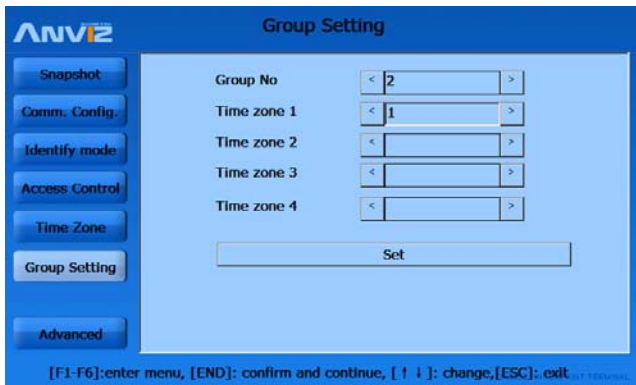 ANVIZ
Group Setting
Snapshot
Comm. Config.
Identify mode
Access Control
Time Zone
Group Setting
Advanced
Group No < 2 >
Time zone 1 < 1 >
Time zone 2 < >
Time zone 3 < >
Time zone 4 < >
Set
[F1-F6]:enter menu, [END]: confirm and continue, [↑↓]: change,[ESC]: exit